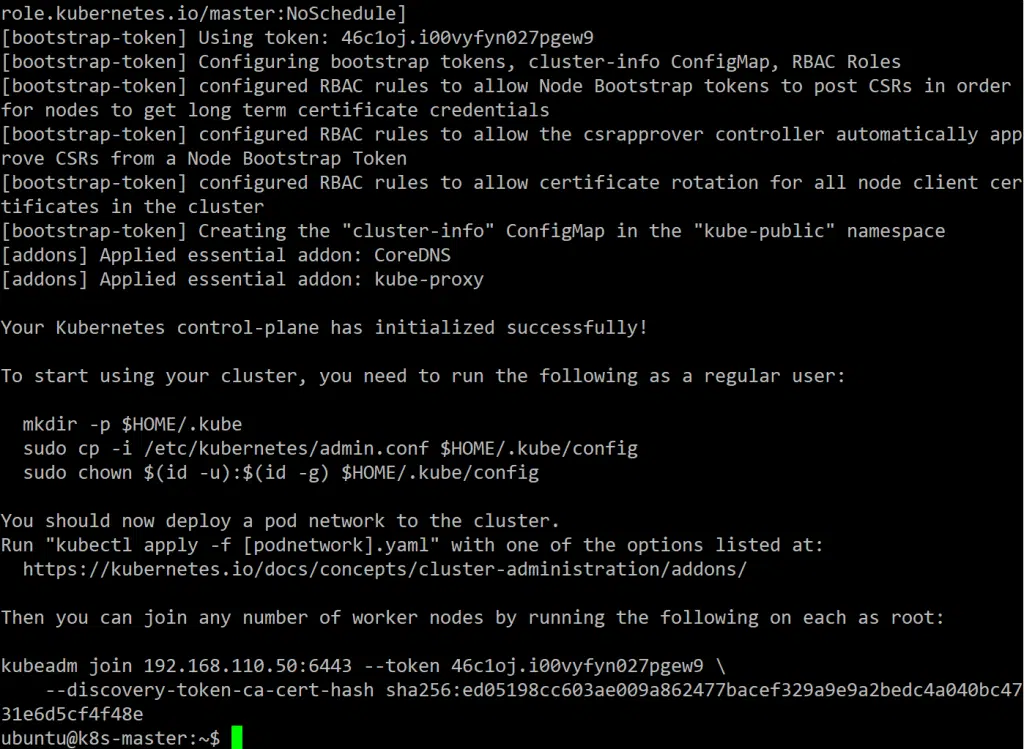 role.kubernetes.io/master:NoSchedule]
[bootstrap-token] Using token: 46c1oj.i00vyfyn027pgew9
[bootstrap-token] Configuring bootstrap tokens, cluster-info ConfigMap, RBAC Roles
[bootstrap-token] configured RBAC rules to allow Node Bootstrap tokens to post CSRs in order
for nodes to get long term certificate credentials
[bootstrap-token] configured RBAC rules to allow the csrapprover controller automatically app
rove CSRs from a Node Bootstrap Token
[bootstrap-token] configured RBAC rules to allow certificate rotation for all node client cer
tificates in the cluster
[bootstrap-token] Creating the "cluster-info" ConfigMap in the "kube-public" namespace
[addons] Applied essential addon: CoreDNS
[addons] Applied essential addon: kube-proxy

Your Kubernetes control-plane has initialized successfully!

To start using your cluster, you need to run the following as a regular user:

  mkdir -p $HOME/.kube
  sudo cp -i /etc/kubernetes/admin.conf $HOME/.kube/config
  sudo chown $(id -u):$(id -g) $HOME/.kube/config

You should now deploy a pod network to the cluster.
Run "kubectl apply -f [podnetwork].yaml" with one of the options listed at:
  https://kubernetes.io/docs/concepts/cluster-administration/addons/

Then you can join any number of worker nodes by running the following on each as root:

kubeadm join 192.168.110.50:6443 --token 46c1oj.i00vyfyn027pgew9 \
    --discovery-token-ca-cert-hash sha256:ed05198cc603ae009a862477bacef329a9e9a2bedc4a040bc47
31e6d5cf4f48e
ubuntu@k8s-master:~$